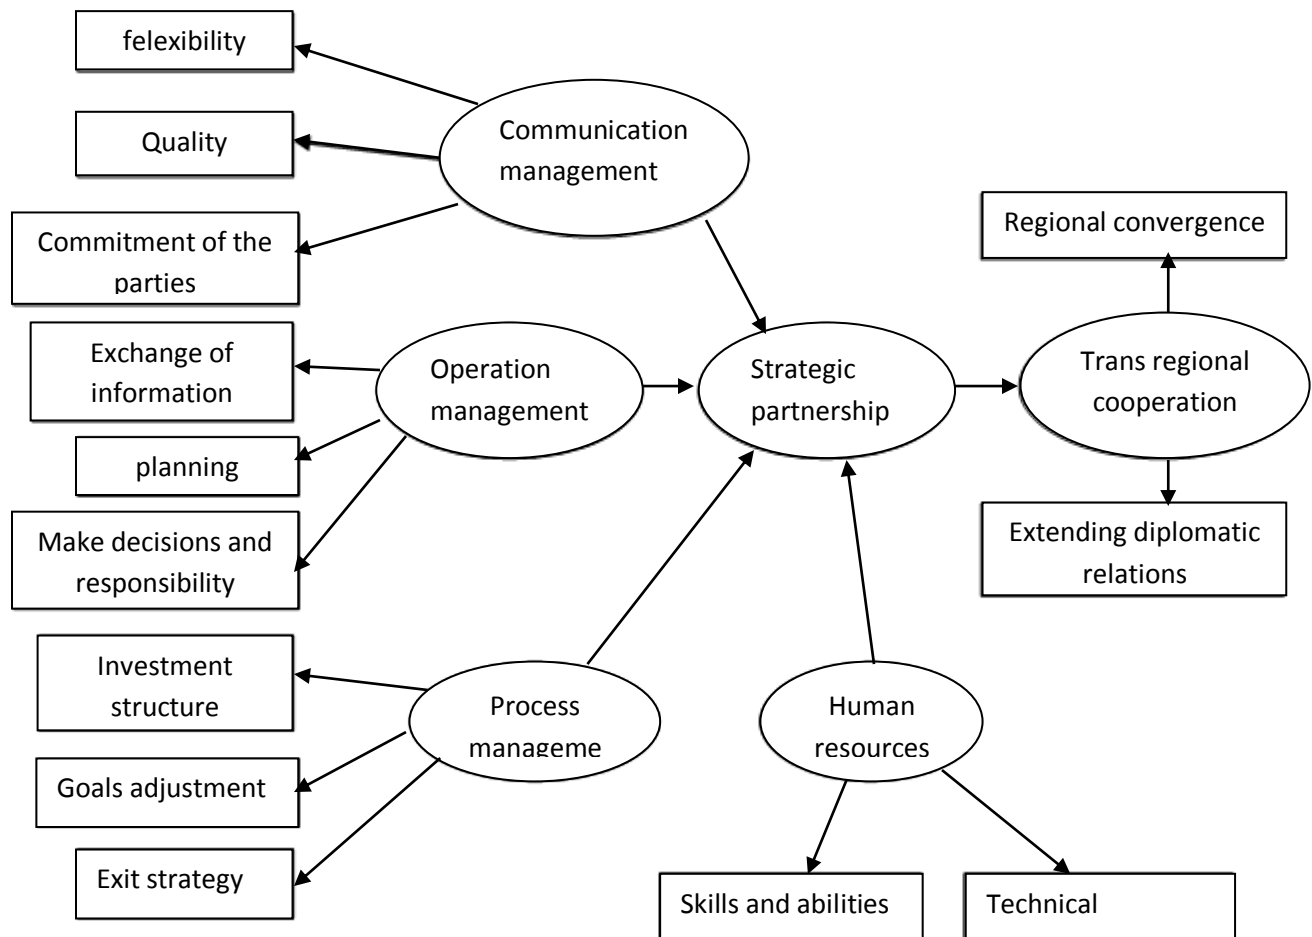 felexibility
Quality
Commitment of the
parties
Exchange of
information
planning
Make decisions and
responsibility
Investment
structure
Goals adjustment
Exit strategy
Communication
management
Operation
management
Process
manageme
Strategic
partnership
Human
resources
Skills and abilities
Technical
Regional convergence
Trans regional
cooperation
Extending diplomatic
relations